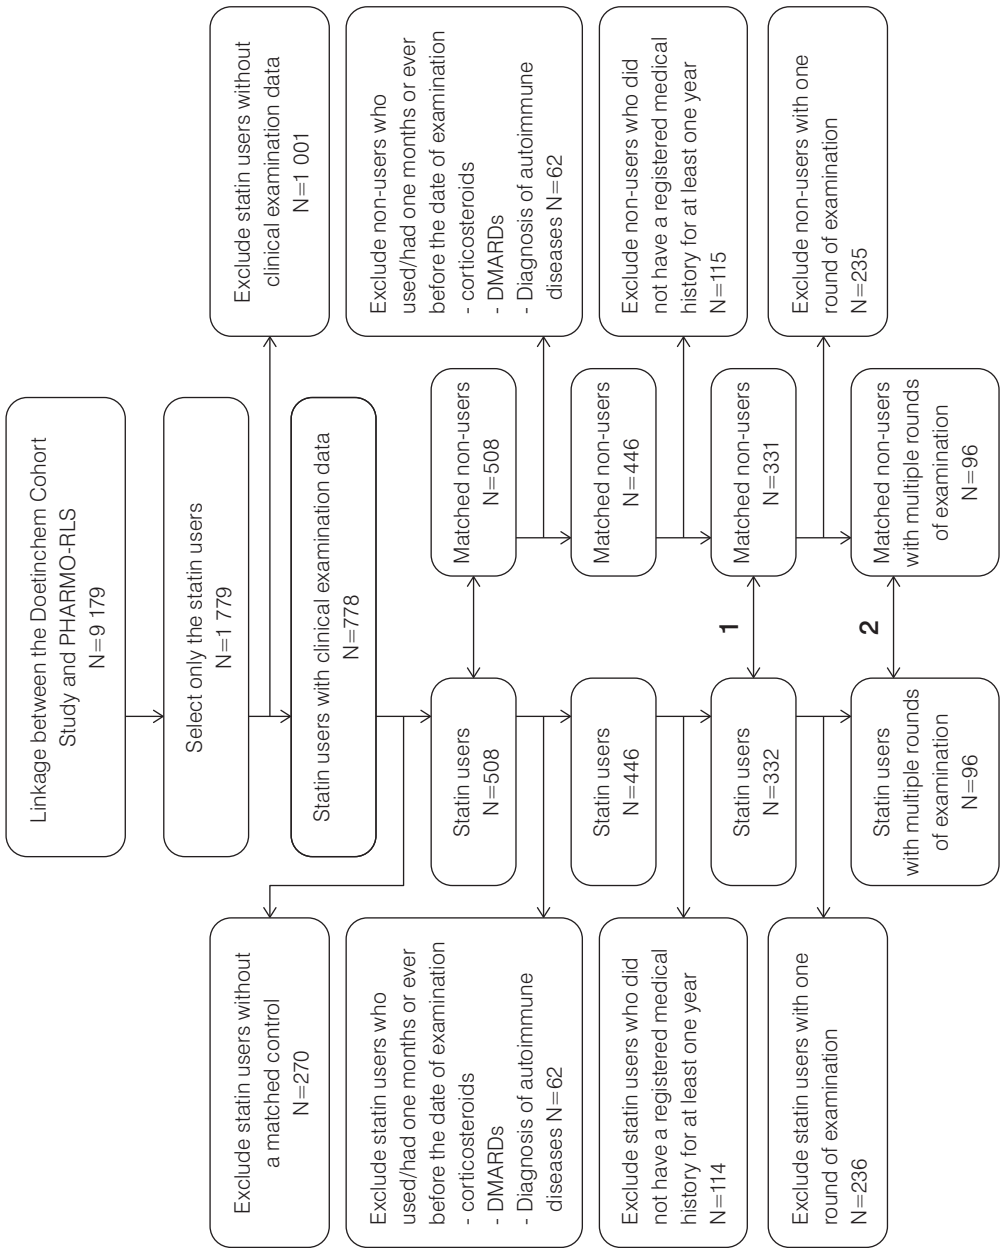 Linkage between the Doetinchem Cohort
Study and PHARMO-RLS
N=9 179
Select only the statin users
N=1 779
Exclude statin users without
clinical examination data
N=1 001
Statin users with clinical examination data
N=778
Exclude statin users without
a matched control
N=270
Statin users
N=508
Matched non-users
N=508
Exclude statin users who
used/had one months or ever
before the date of examination
- corticosteroids
- DMARDs
- Diagnosis of autoimmune
diseases N=62
Exclude non-users who
used/had one months or ever
before the date of examination
- corticosteroids
- DMARDs
- Diagnosis of autoimmune
diseases N=62
Statin users
N=446
Matched non-users
N=446
Exclude statin users who did
not have a registered medical
history for at least one year
N=114
Exclude non-users who did
not have a registered medical
history for at least one year
N=115
Statin users
N=332
1
Matched non-users
N=331
Exclude statin users with one
round of examination
N=236
Exclude non-users with one
round of examination
N=235
Statin users
with multiple rounds
of examination
N=96
2
Matched non-users
with multiple rounds
of examination
N=96